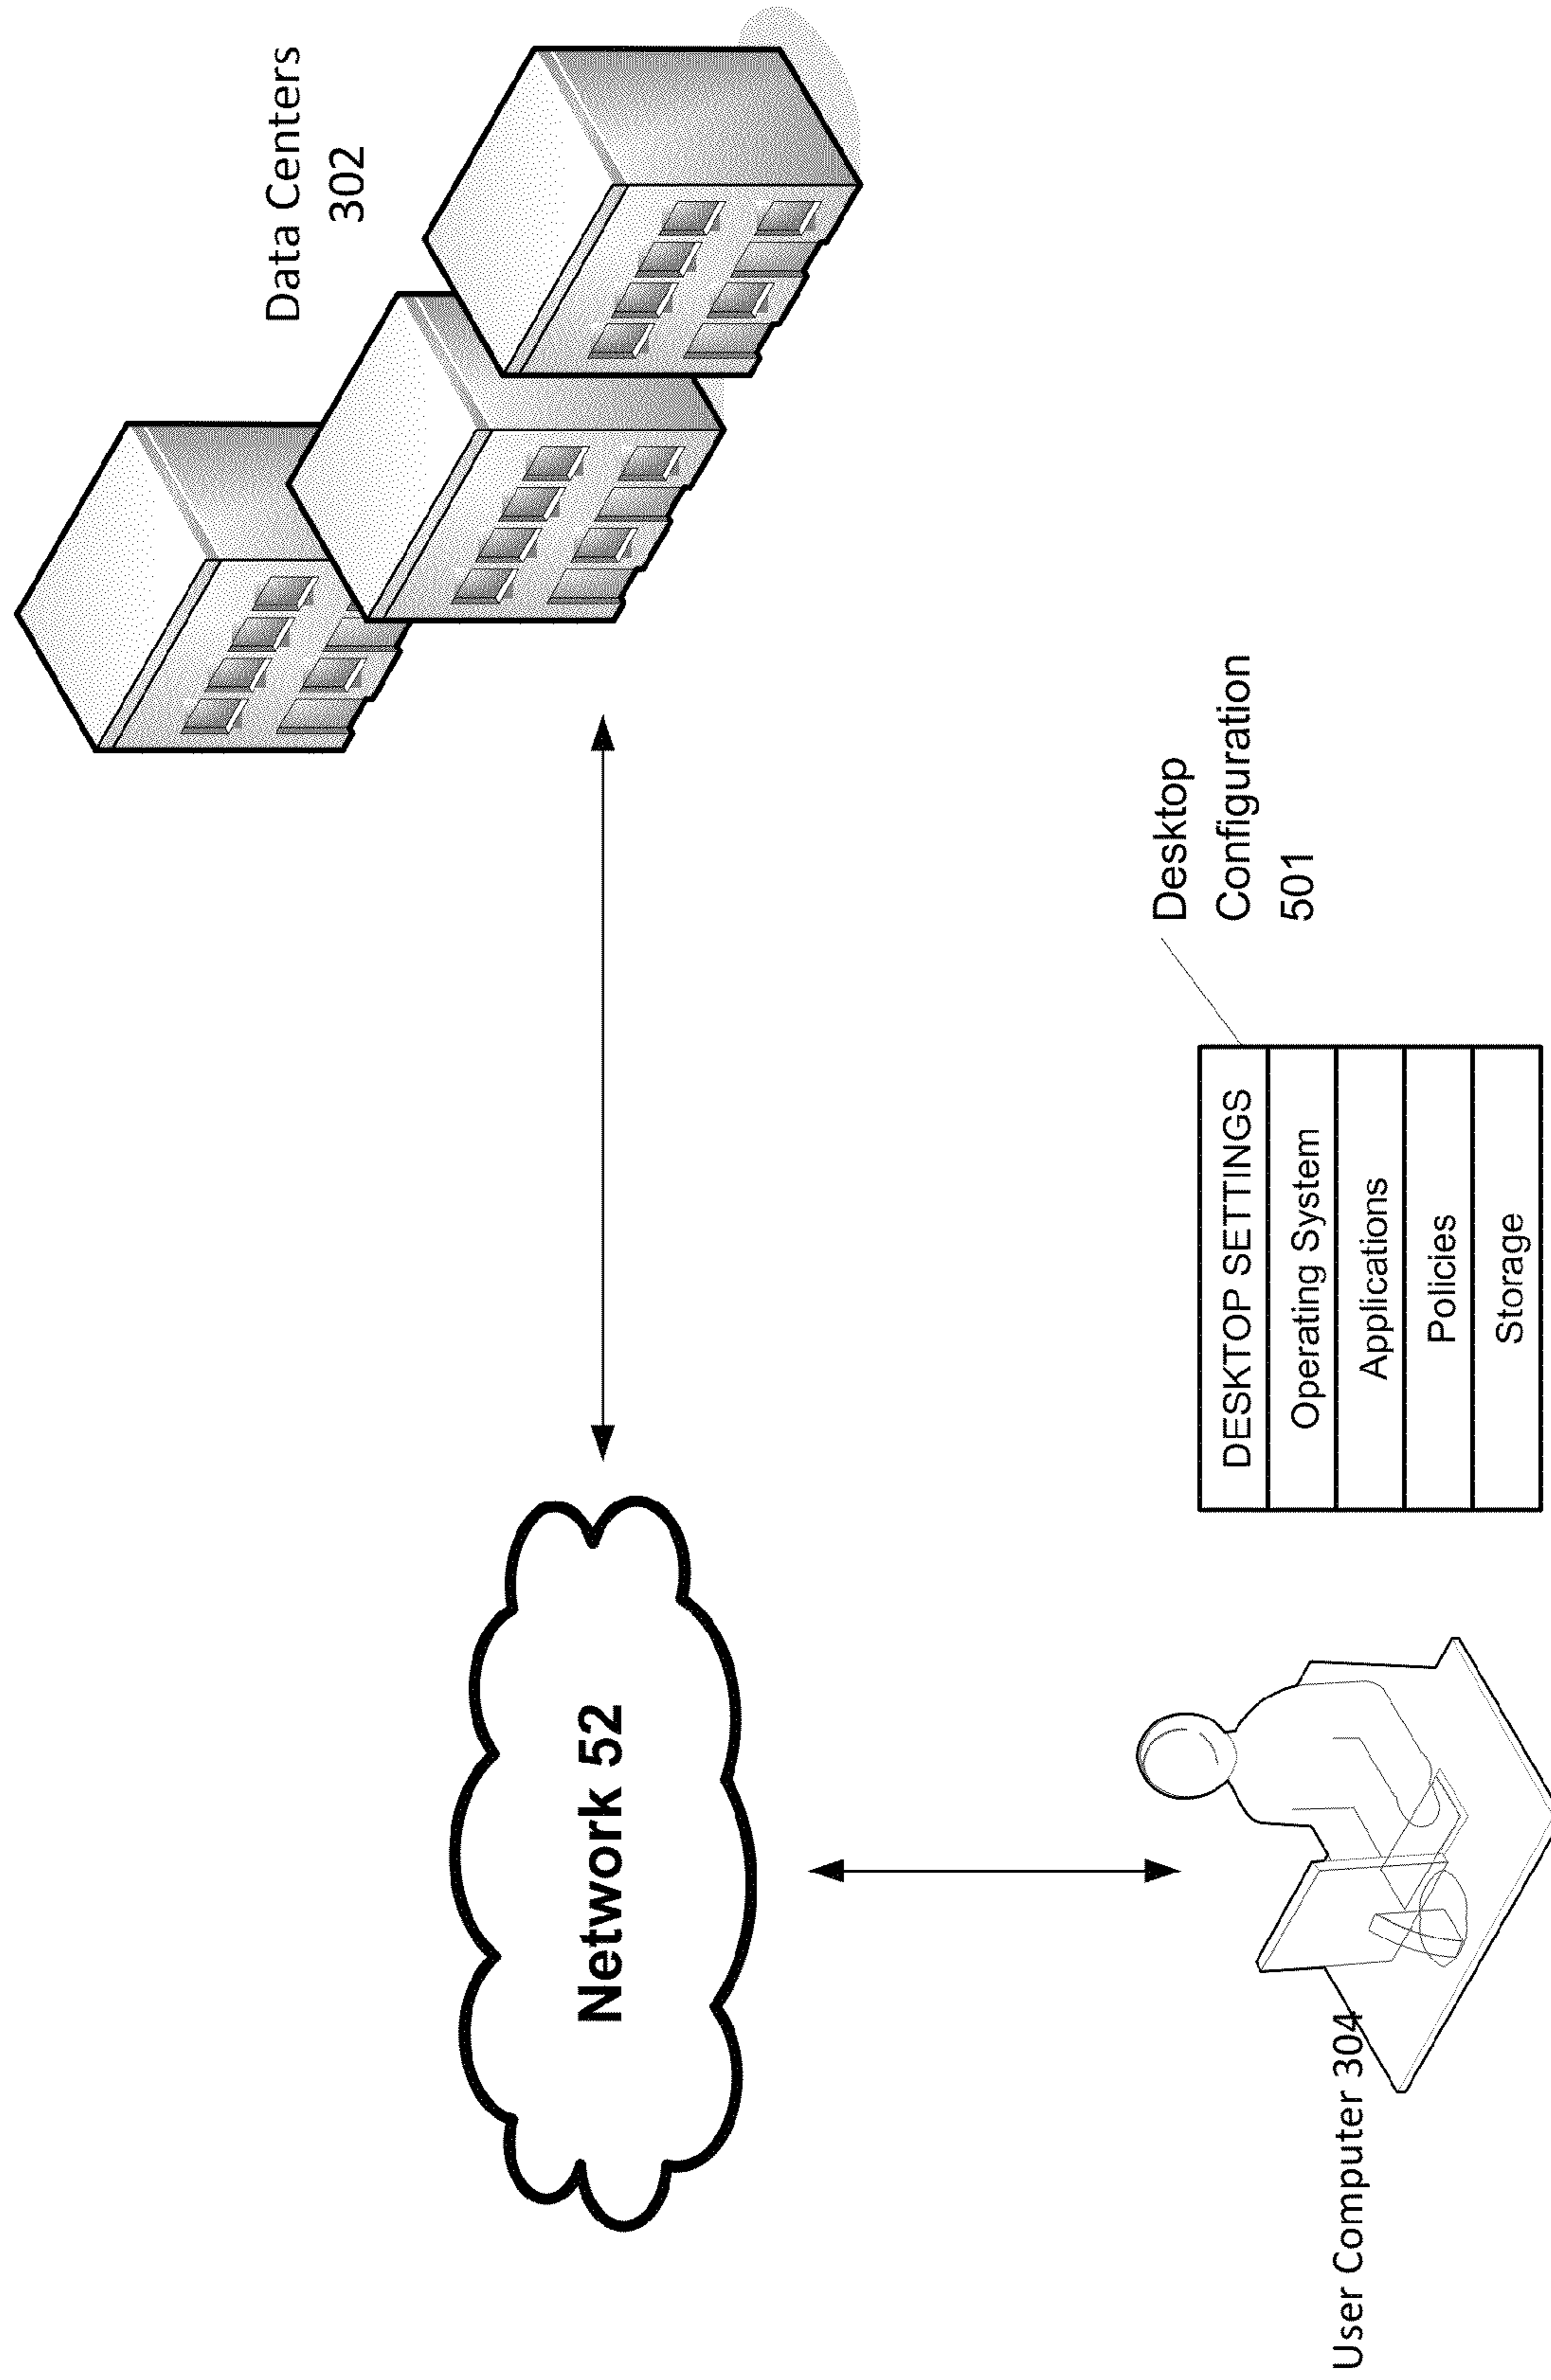 Data Centers
302
Network 52
Desktop
Configuration
501
DESKTOP SETTINGS
Operating System
Applications
Policies
Storage
User Computer 304